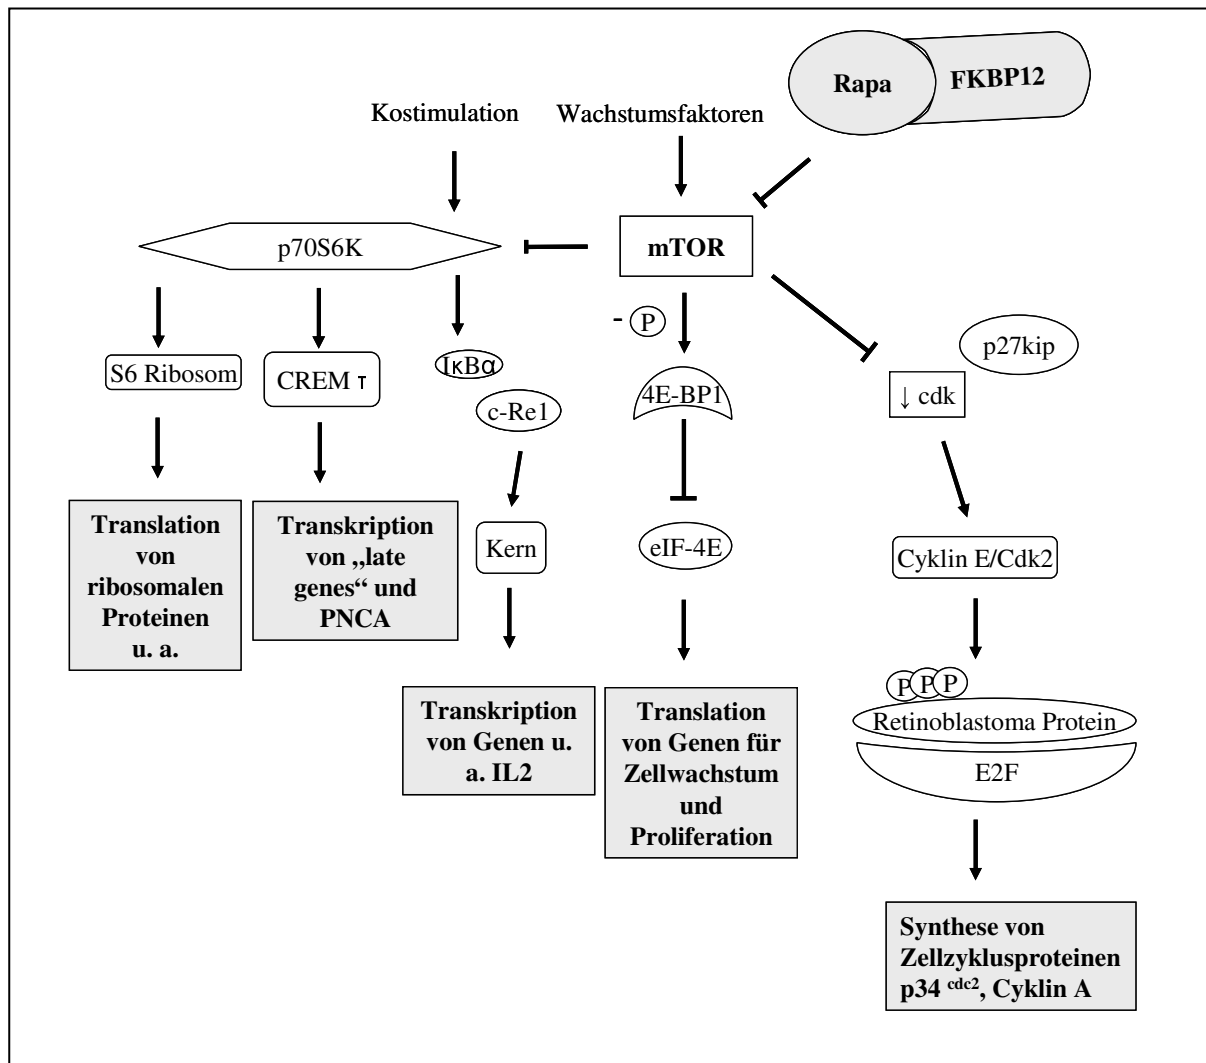 Rapa
FKBP12
Kostimulation
Wachstumsfaktoren
p70S6K
mTOR
- P
p27kip
S6 Ribosom
CREM τ
IκBα
4E-BP1
↓ cdk
c-Re1
Translation
von
ribosomalen
Proteinen
u. a.
Transkription
von „late
genes“ und
PNCA
Kern
eIF-4E
Cyklin E/Cdk2
Transkription
von Genen u.
a. IL2
Translation
von Genen für
Zellwachstum
und
Proliferation
P P P
Retinoblastoma Protein
E2F
Synthese von
Zellzyklusproteinen
p34 cdc2, Cyklin A